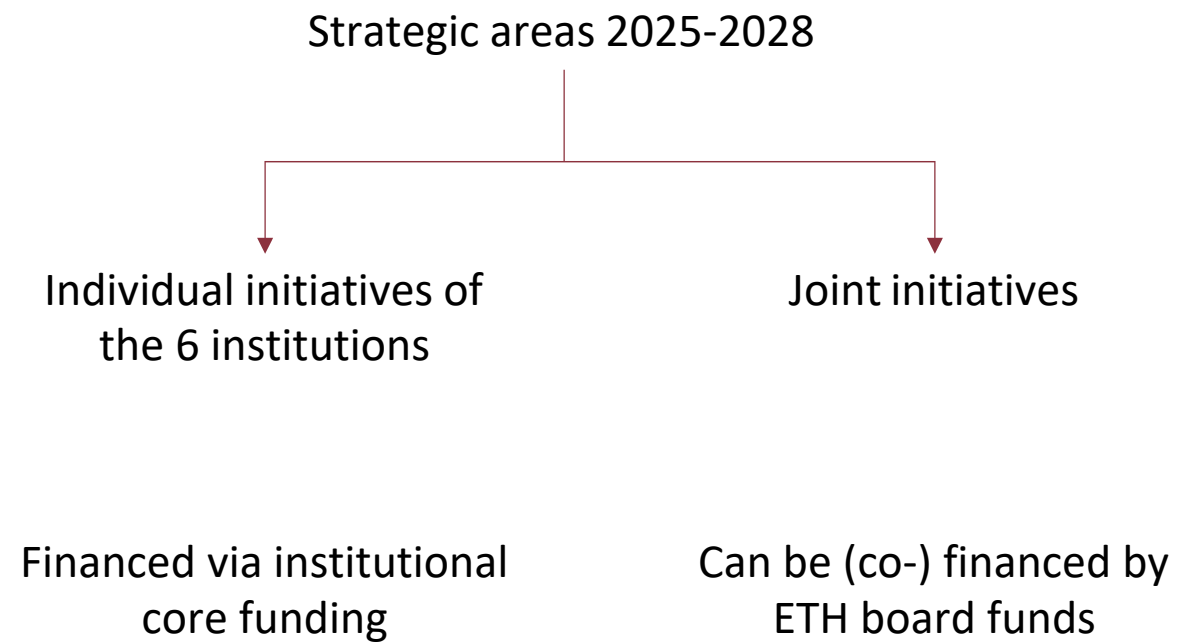 Strategic areas 2025-2028
Individual initiatives of
the 6 institutions
Joint initiatives
Financed via institutional
core funding
Can be (co-) financed by
ETH board funds